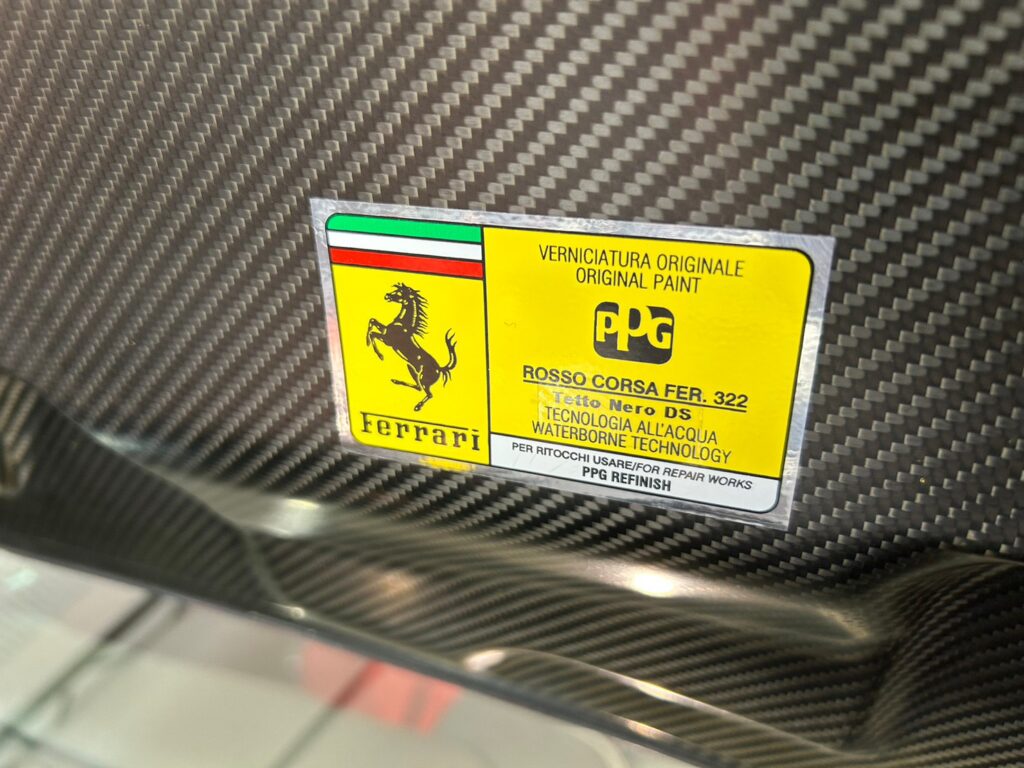 Ferrari
VERNICIATURA ORIGINALE
ORIGINAL PAINT
PPG
ROSSO CORSA FER. 322
Tetto Nero DS
TECNOLOGIA ALL'ACQUA
WATERBORNE TECHNOLOGY
PER RITOCCHI USARE/FOR REPAIR WORKS
PPG REFINISH